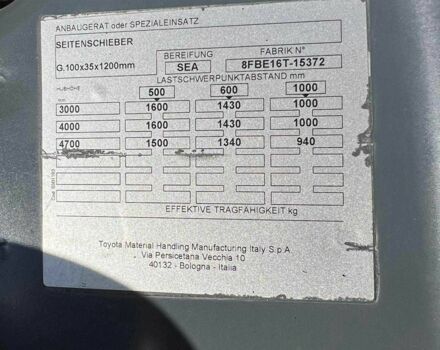 ANBAUGERÄT oder SPEZIALEINSATZ
SEITENSCHIEBER
BEREIFUNG FABRIK N°
G.100x35x1200mm SEA 8FBE16T-15372
LASTSCHWERPUNKTABSTAND mm
HUBHÖHE mm 500 600 1000
3000 1600 1430 1000
4000 1600 1430 1000
4700 1500 1340 940
EFFEKTIVE TRAGFÄHIGKEIT kg
Toyota Material Handling Manufacturing Italy S.p.A
Via Persicetana Vecchia 10
40132 - Bologna - Italia